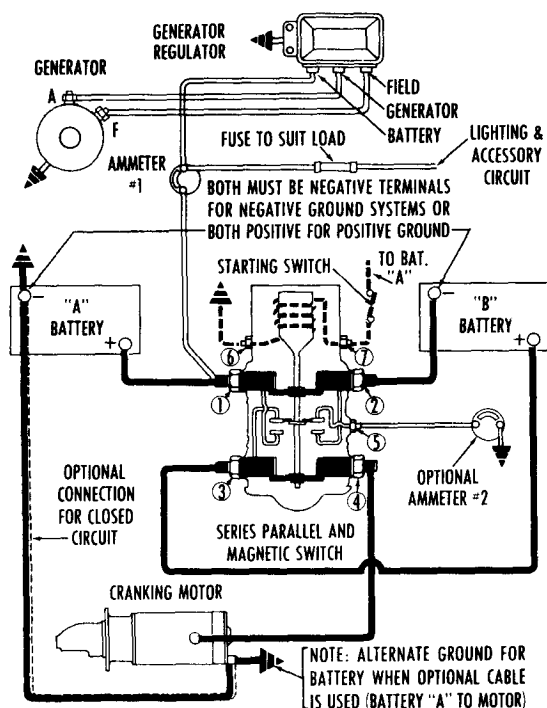 GENERATOR
REGULATOR
GENERATOR
A
F
FIELD
GENERATOR
BATTERY
FUSE TO SUIT LOAD
LIGHTING &
ACCESSORY
CIRCUIT
AMMETER
#1
BOTH MUST BE NEGATIVE TERMINALS
FOR NEGATIVE GROUND SYSTEMS OR
BOTH POSITIVE FOR POSITIVE GROUND
TO BAT.
"A"
STARTING SWITCH
−
"A"
BATTERY
+
−
"B"
BATTERY
+
6
7
1
2
5
3
4
OPTIONAL
AMMETER #2
OPTIONAL
CONNECTION
FOR CLOSED
CIRCUIT
SERIES PARALLEL AND
MAGNETIC SWITCH
CRANKING MOTOR
NOTE: ALTERNATE GROUND FOR
BATTERY WHEN OPTIONAL CABLE
IS USED (BATTERY "A" TO MOTOR)